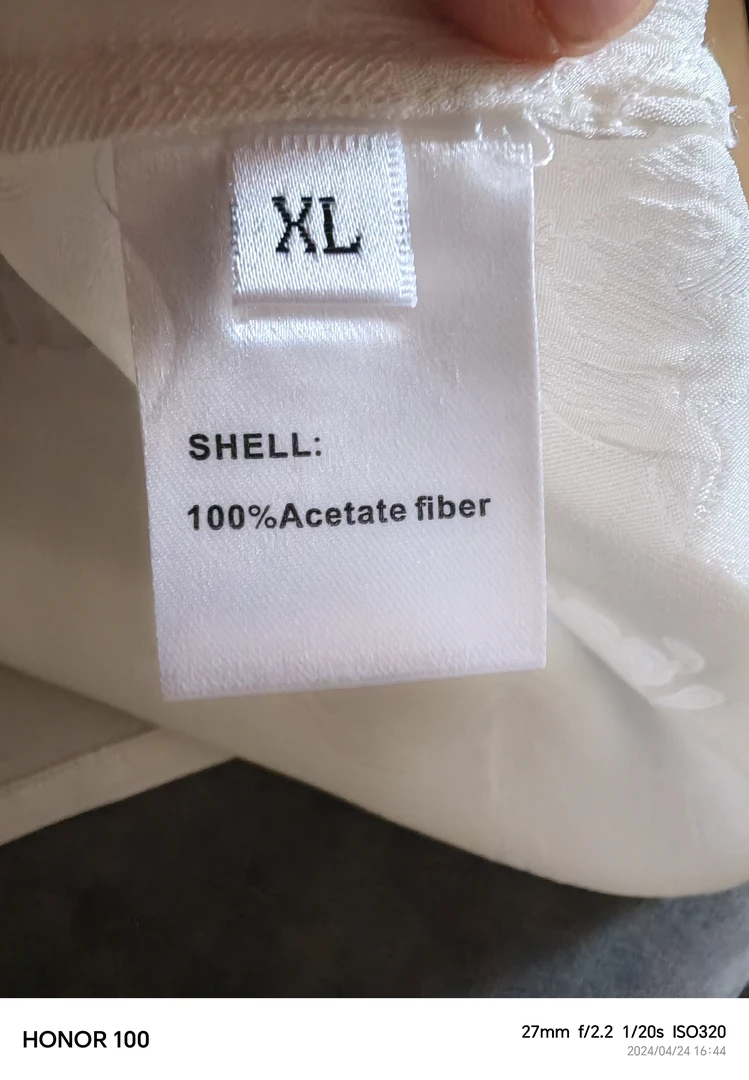 XL
SHELL:
100%Acetate fiber
HONOR 100
27mm f/2.2 1/20s ISO320
2024/04/24 16:44